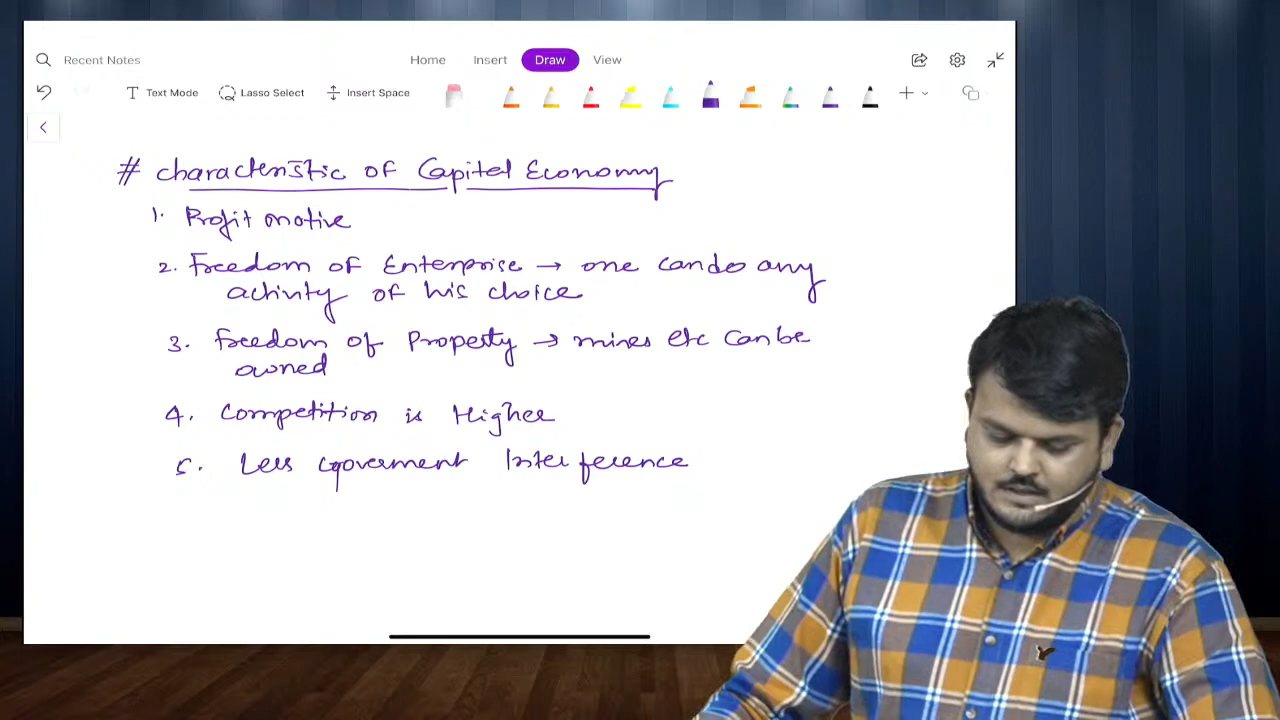 Recent Notes
Home Insert Draw View
Text Mode Lasso Select Insert Space
# characteristic of Capital Economy
1. Profit motive
2. Freedom of Enterprise → one can do any
activity of his choice
3. Freedom of Property → mines etc can be
owned
4. Competition is Higher
5. Less government Interference